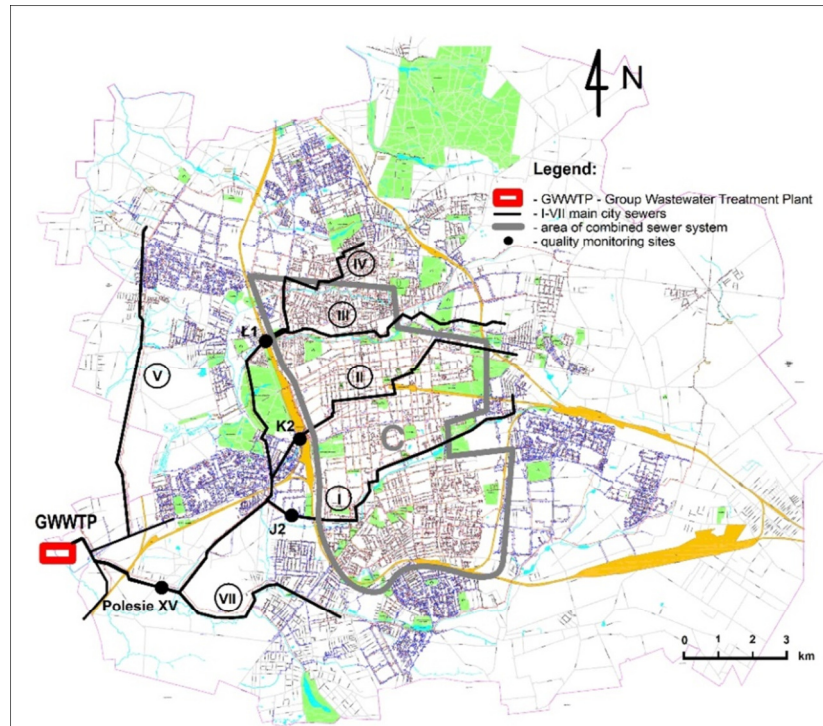 N
Legend:
- GWWTP - Group Wastewater Treatment Plant
- I-VII main city sewers
- area of combined sewer system
- quality monitoring sites
IV
III
Ł1
II
V
K2
C
I
J2
GWWTP
Polesie XV
VII
0 1 2 3
km